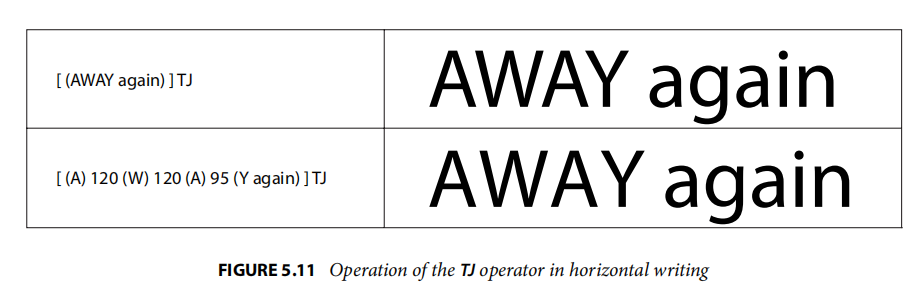 [ (AWAY again) ] TJ
AWAY again
[ (A) 120 (W) 120 (A) 95 (Y again) ] TJ
AWAY again
FIGURE 5.11 Operation of the TJ operator in horizontal writing